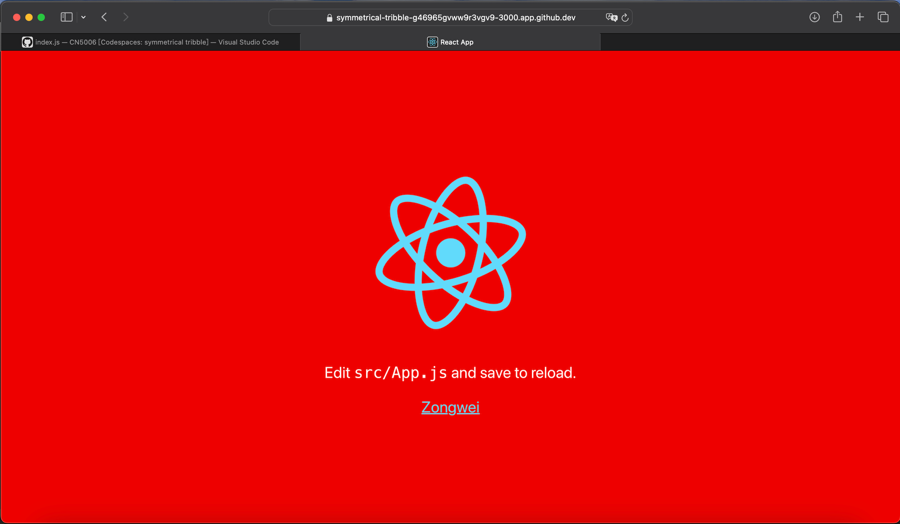 symmetrical-tribble-g46965gvww9r3vgv9-3000.app.github.dev
index.js — CN5006 [Codespaces: symmetrical tribble] — Visual Studio Code
React App
Edit src/App.js and save to reload.
Zongwei